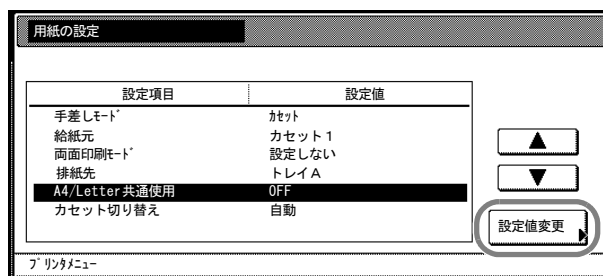 用紙の設定
設定項目 設定値
手差しﾓｰﾄﾞ ｶｾｯﾄ
給紙元 カセット1
両面印刷ﾓｰﾄﾞ 設定しない
排紙先 トレイA
A4/Letter共通使用 OFF
カセット切り替え 自動
設定値変更
ﾌﾟﾘﾝﾀﾒﾆｭｰ